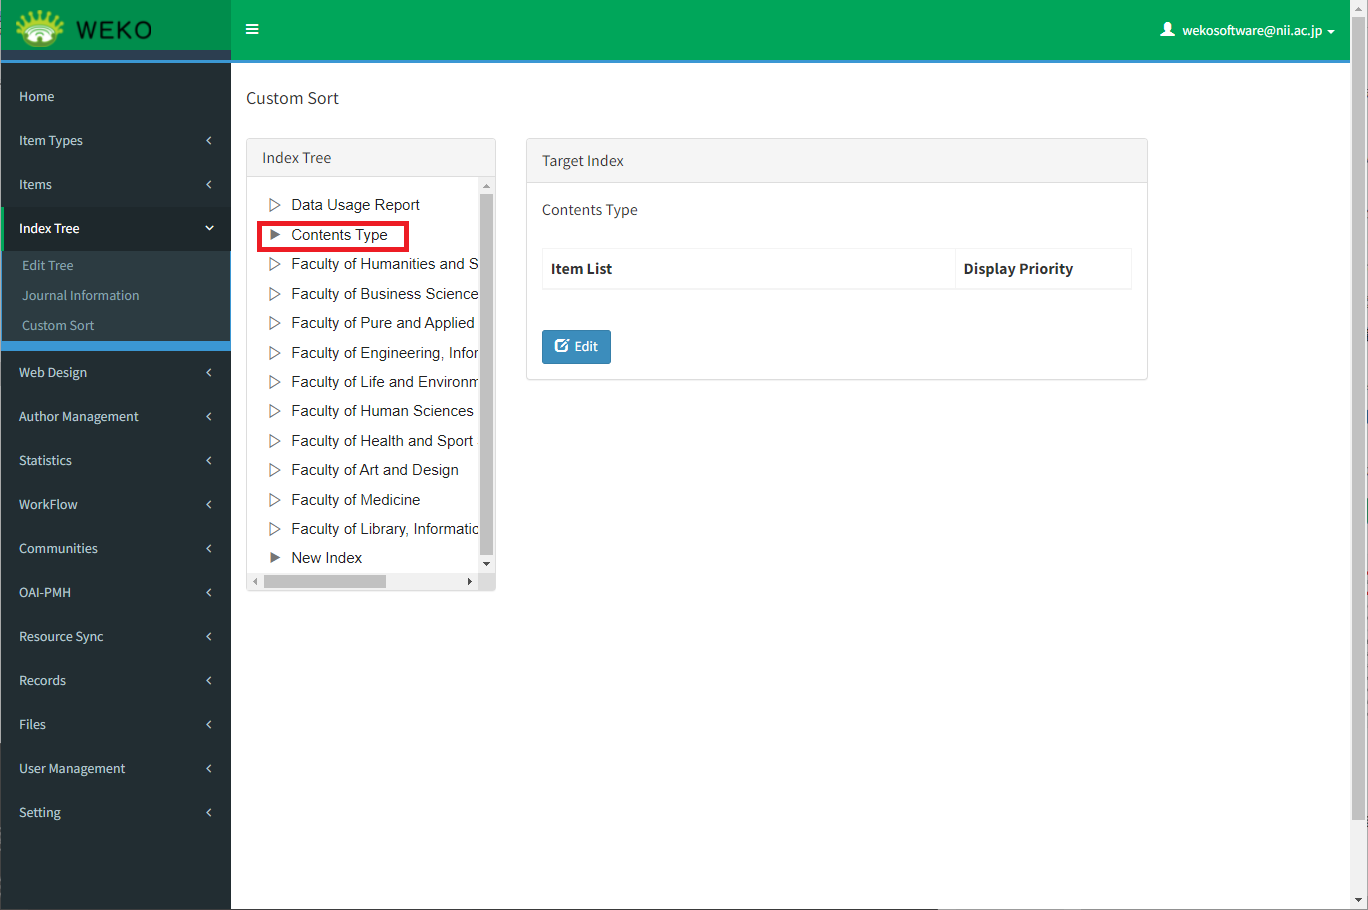 WEKO
wekosoftware@nii.ac.jp
Home
Item Types
Items
Index Tree
Edit Tree
Journal Information
Custom Sort
Web Design
Author Management
Statistics
WorkFlow
Communities
OAI-PMH
Resource Sync
Records
Files
User Management
Setting
Custom Sort
Index Tree
Data Usage Report
Contents Type
Faculty of Humanities and S
Faculty of Business Science
Faculty of Pure and Applied
Faculty of Engineering, Infor
Faculty of Life and Environm
Faculty of Human Sciences
Faculty of Health and Sport
Faculty of Art and Design
Faculty of Medicine
Faculty of Library, Informatio
New Index
Target Index
Contents Type
Item List Display Priority
Edit